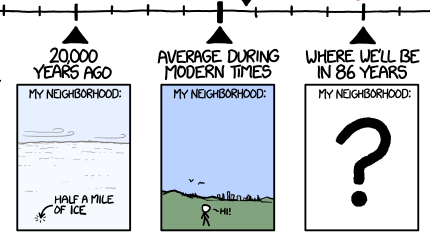 20,000
YEARS AGO
MY NEIGHBORHOOD:
HALF A MILE
OF ICE
AVERAGE DURING
MODERN TIMES
MY NEIGHBORHOOD:
HI!
WHERE WE'LL BE
IN 86 YEARS
MY NEIGHBORHOOD:
?